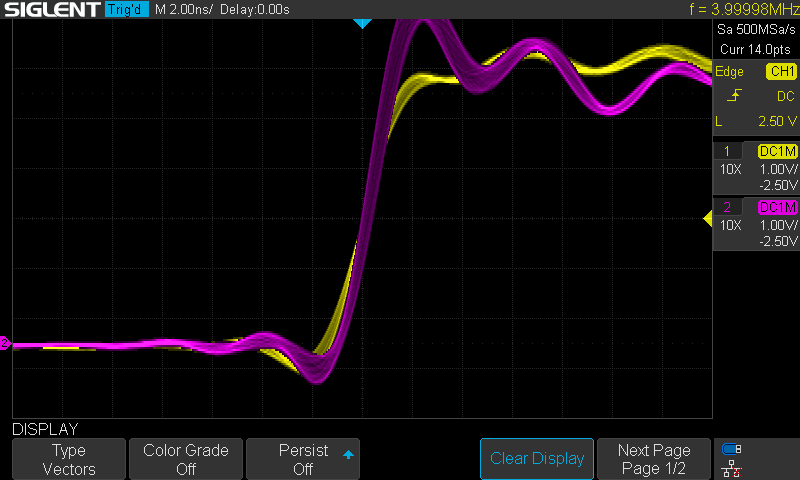 SIGLENT Trig'd M 2.00ns/ Delay:0.00s f = 3.99998MHz
Sa 500MSa/s
Curr 14.0pts
Edge CH1
DC
L 2.50 V
1 DC1M
10X 1.00V/
-2.50V
2 DC1M
10X 1.00V/
-2.50V
2
DISPLAY
Type
Vectors
Color Grade
Off
Persist
Off
Clear Display
Next Page
Page 1/2